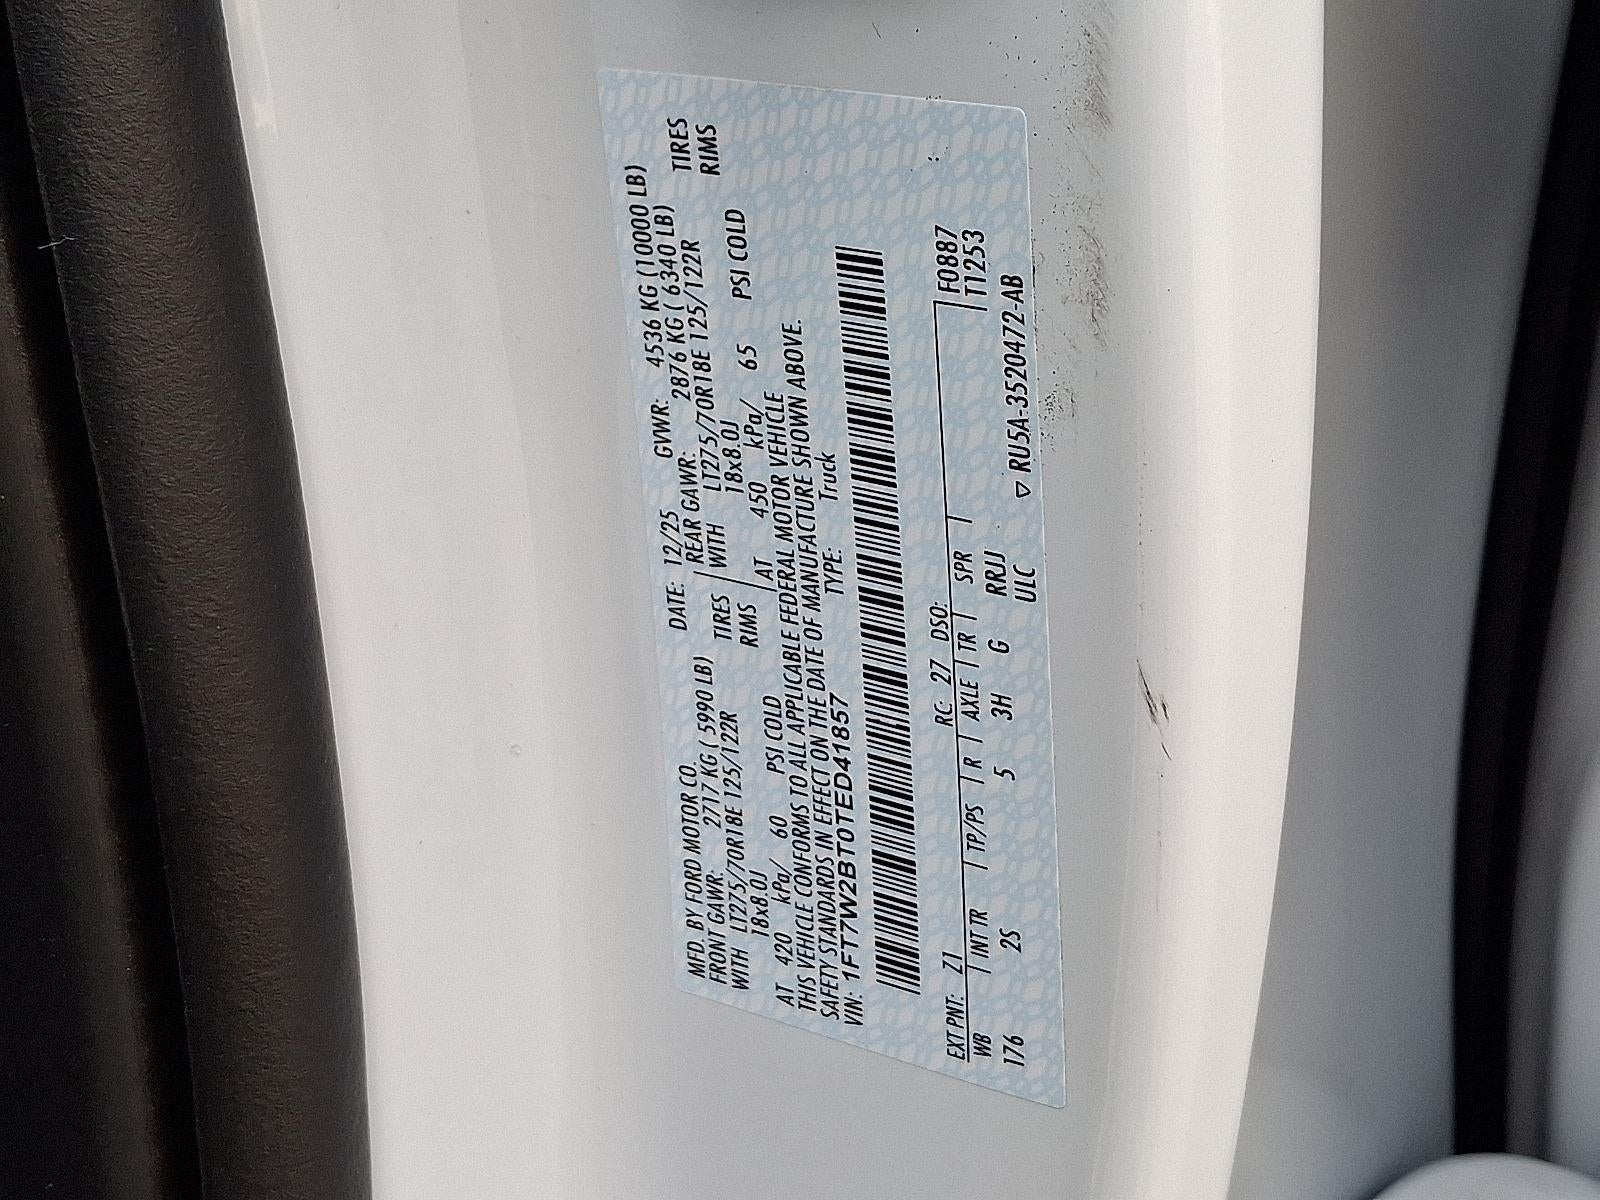 MFD. BY FORD MOTOR CO. DATE: 12/25 GVWR: 4536 KG (10000 LB)
FRONT GAWR: 2717 KG ( 5990 LB) REAR GAWR: 2876 KG ( 6340 LB)
WITH LT275/70R18E 125/122R TIRES WITH LT275/70R18E 125/122R TIRES
18x8.0J RIMS 18x8.0J RIMS
AT 420 kPa/ 60 PSI COLD AT 450 kPa/ 65 PSI COLD
THIS VEHICLE CONFORMS TO ALL APPLICABLE FEDERAL MOTOR VEHICLE
SAFETY STANDARDS IN EFFECT ON THE DATE OF MANUFACTURE SHOWN ABOVE.
VIN: 1FT7W2BT0TED41857 TYPE: Truck
EXT PNT: Z1 RC: 27 DSO: F0887
WB | INT TR | TP/PS | R | AXLE | TR | SPR | T1253
176 2S 5 3H G RRJJ
ULC ▽ RU5A-3520472-AB